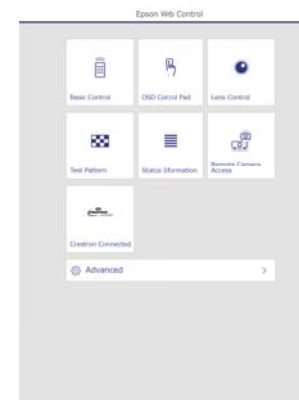 Epson Web Control
Basic Control
OSD Control Pad
Lens Control
Test Pattern
Status Information
Remote Camera
Access
Crestron Connected
Advanced